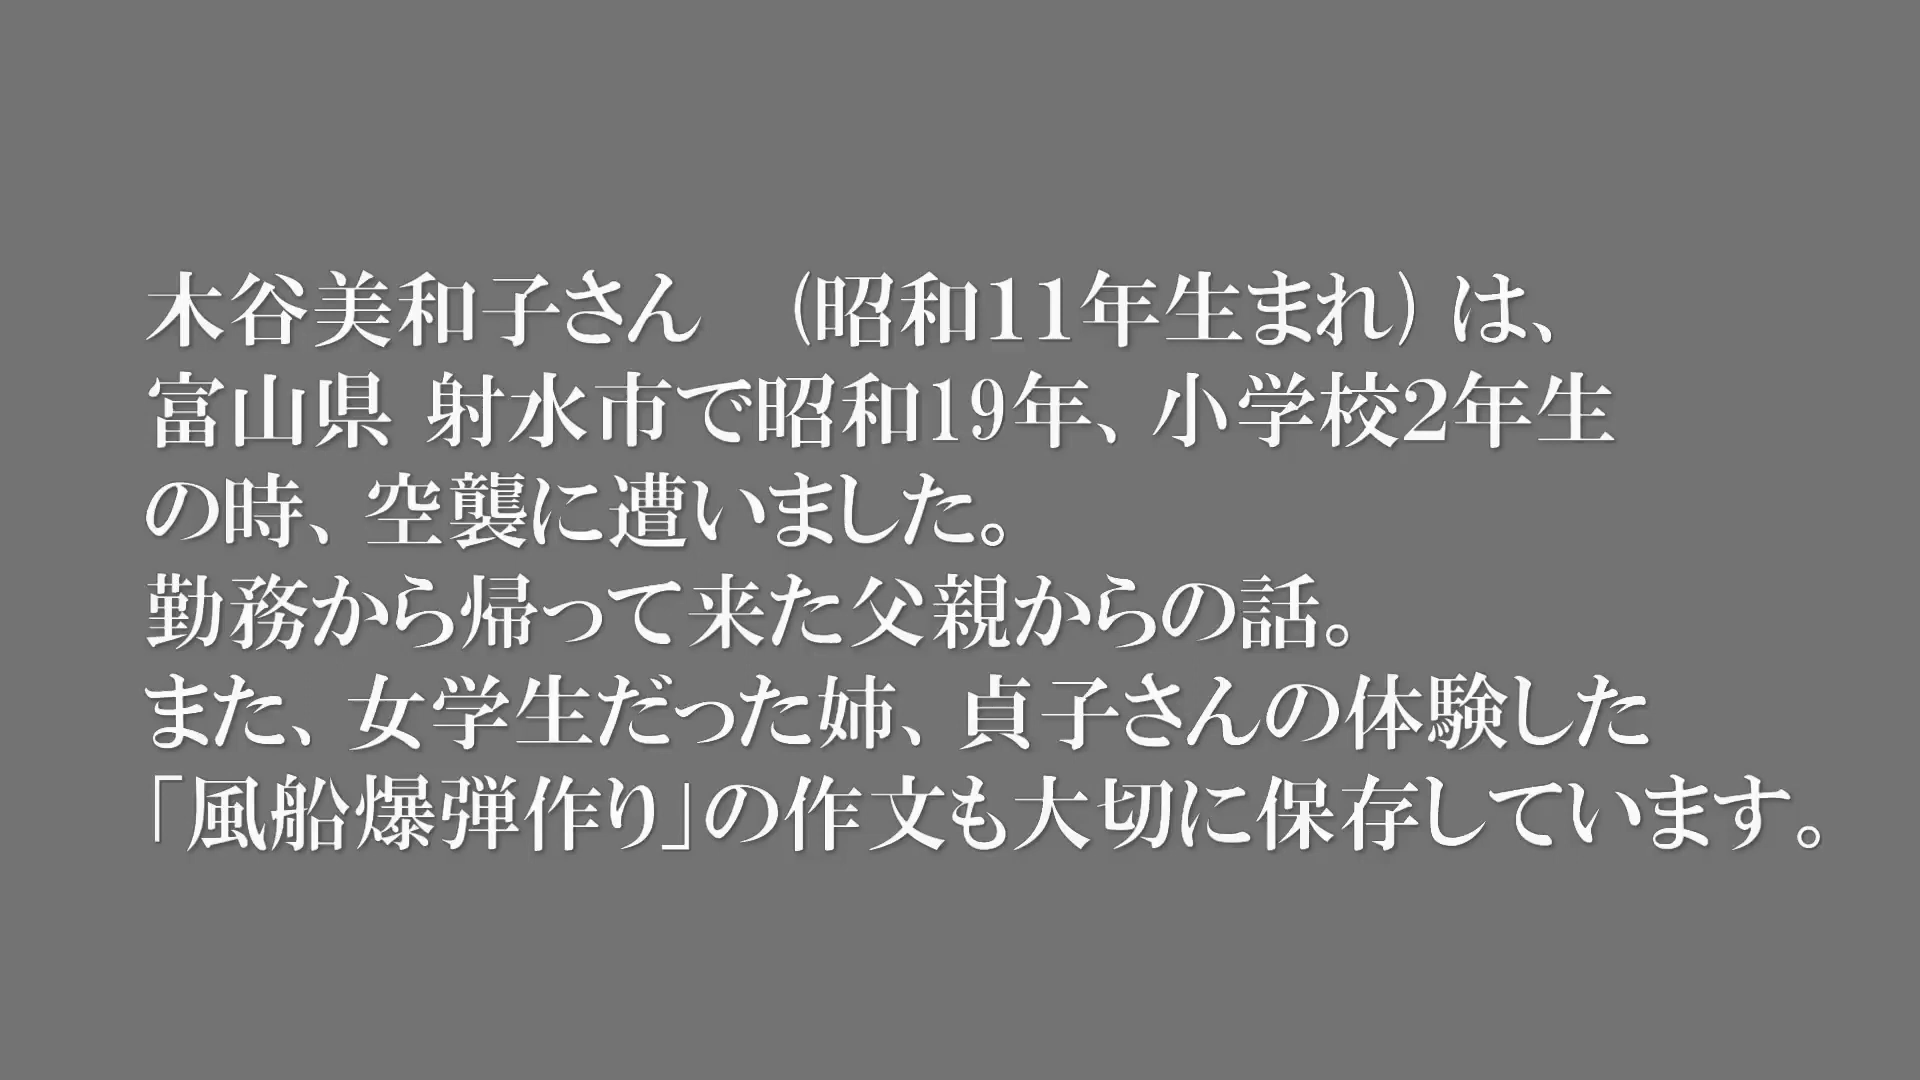 木谷美和子さん　（昭和11年生まれ）は、
富山県 射水市で昭和19年、小学校2年生
の時、空襲に遭いました。
勤務から帰って来た父親からの話。
また、女学生だった姉、貞子さんの体験した
「風船爆弾作り」の作文も大切に保存しています。